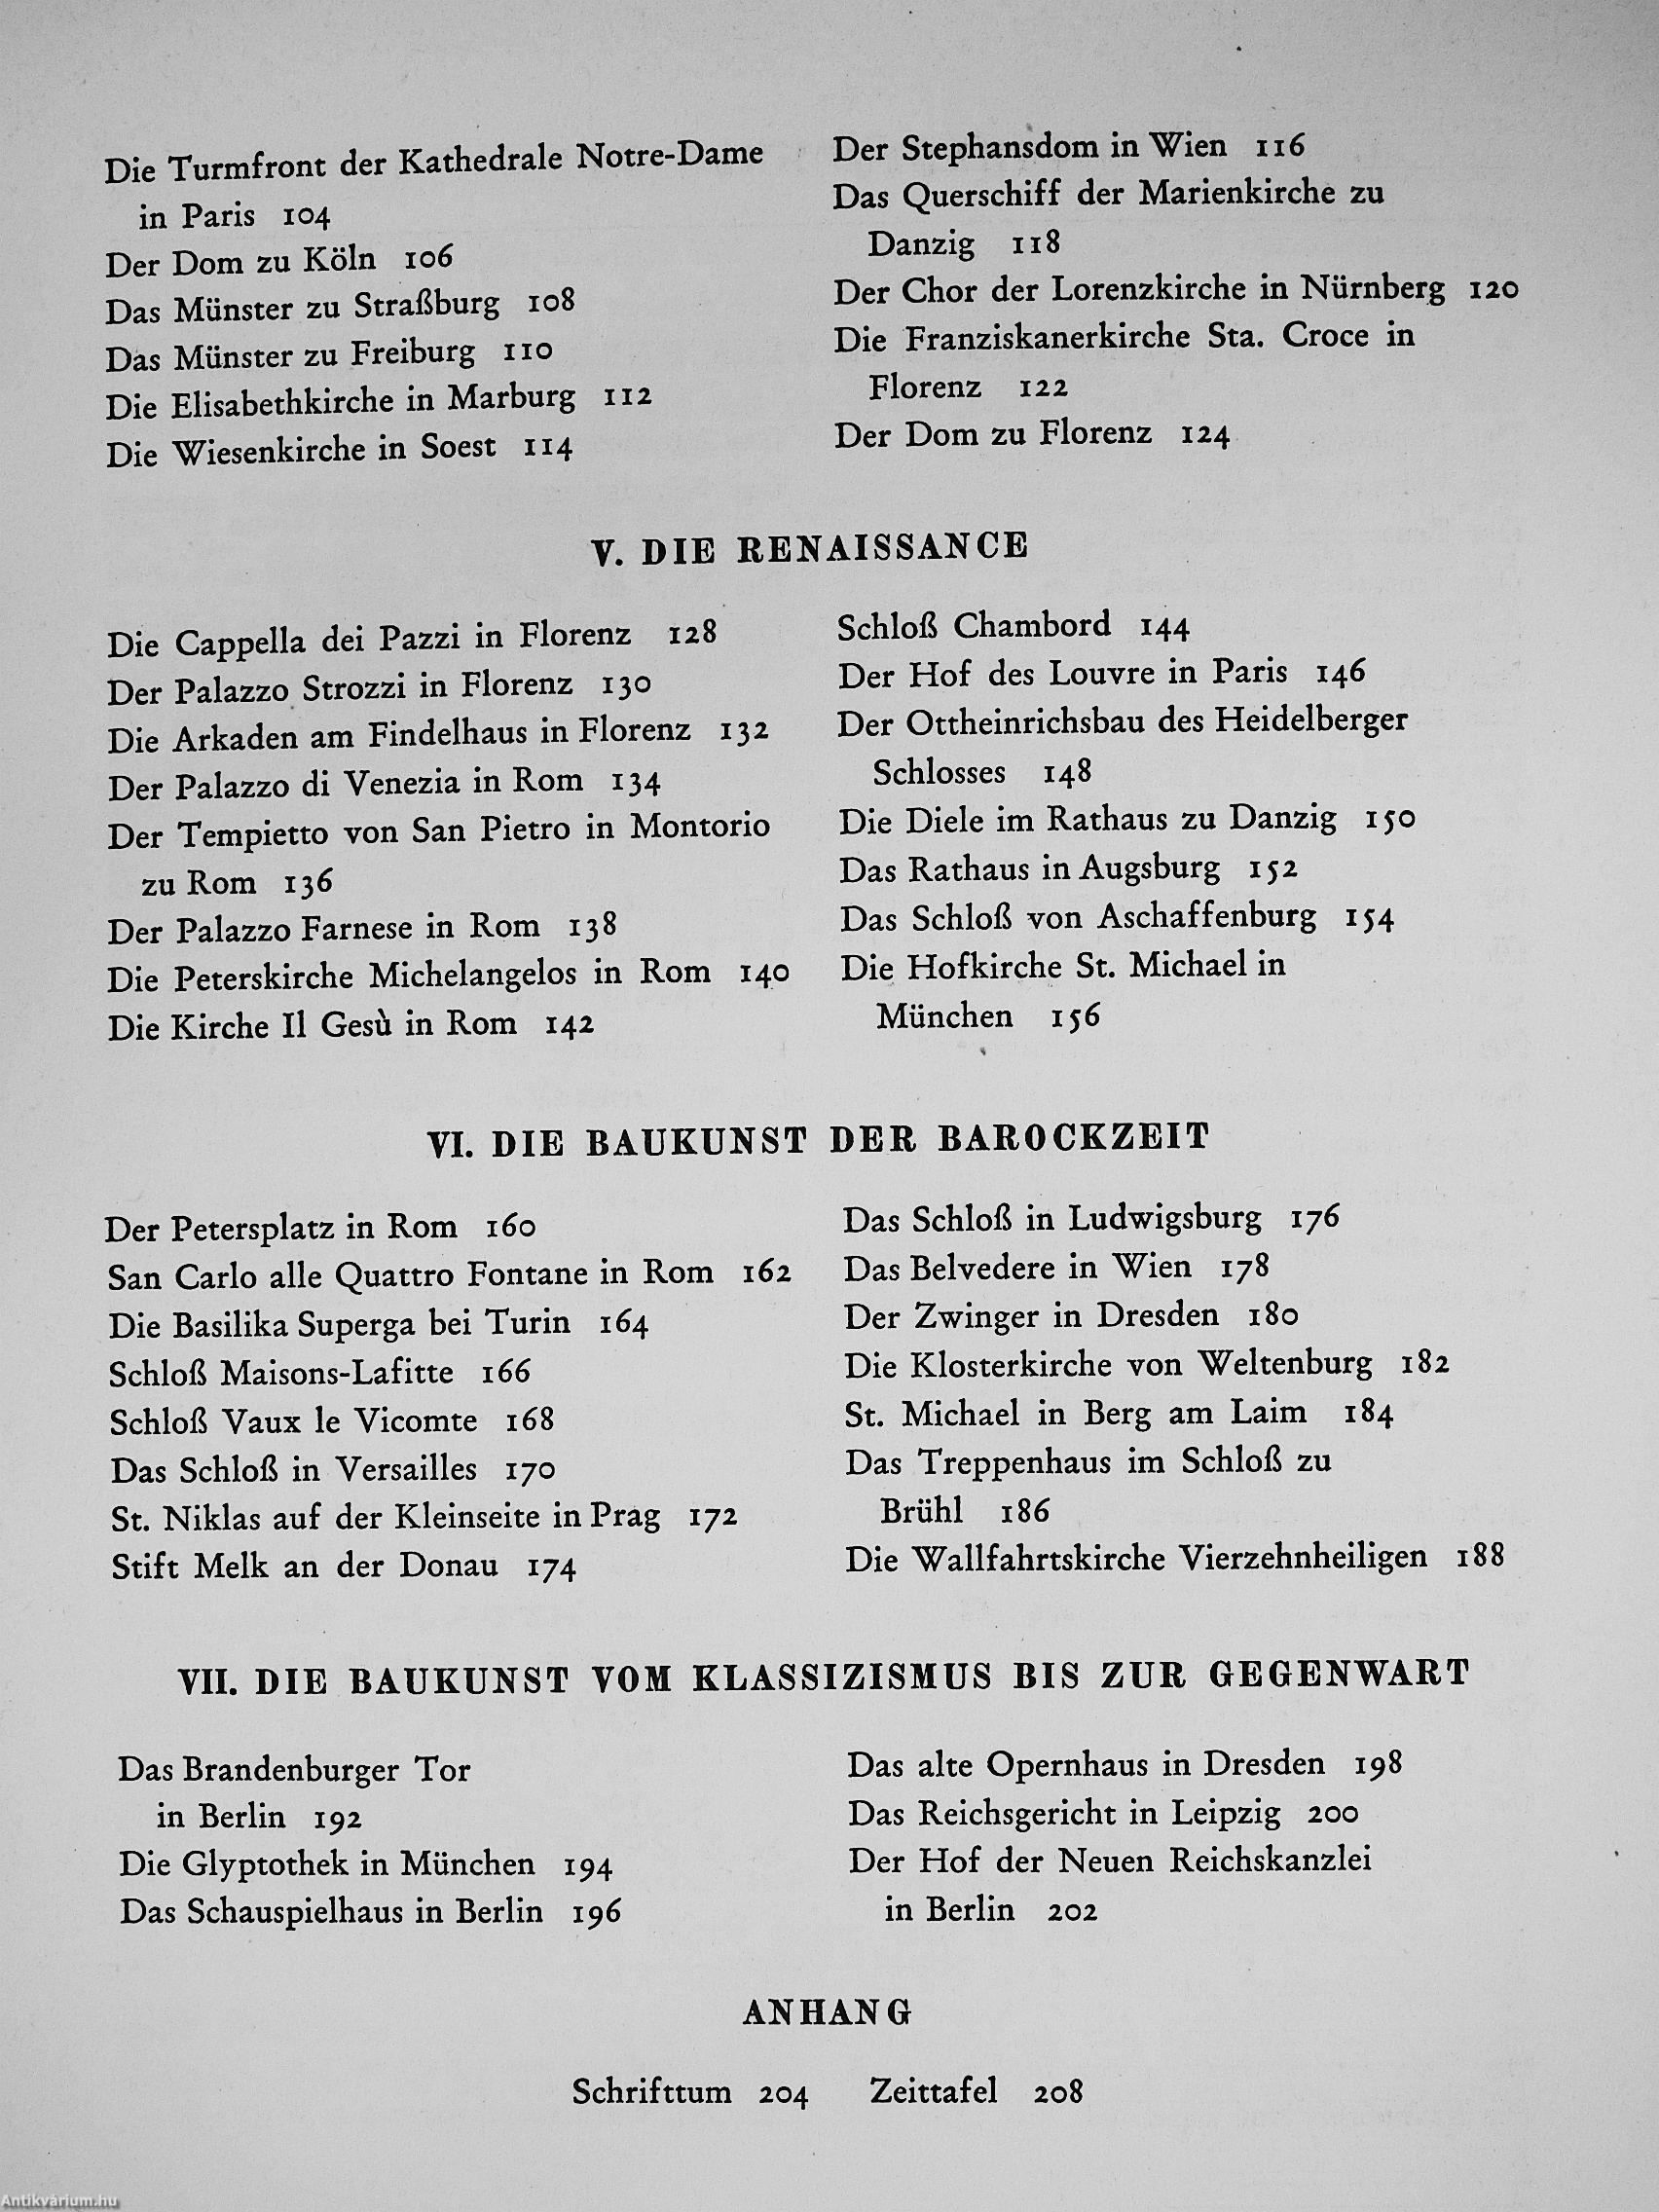 Die Turmfront der Kathedrale Notre-Dame
in Paris 104
Der Dom zu Köln 106
Das Münster zu Straßburg 108
Das Münster zu Freiburg 110
Die Elisabethkirche in Marburg 112
Die Wiesenkirche in Soest 114
Der Stephansdom in Wien 116
Das Querschiff der Marienkirche zu
Danzig 118
Der Chor der Lorenzkirche in Nürnberg 120
Die Franziskanerkirche Sta. Croce in
Florenz 122
Der Dom zu Florenz 124
V. DIE RENAISSANCE
Die Cappella dei Pazzi in Florenz 128
Der Palazzo Strozzi in Florenz 130
Die Arkaden am Findelhaus in Florenz 132
Der Palazzo di Venezia in Rom 134
Der Tempietto von San Pietro in Montorio
zu Rom 136
Der Palazzo Farnese in Rom 138
Die Peterskirche Michelangelos in Rom 140
Die Kirche Il Gesù in Rom 142
Schloß Chambord 144
Der Hof des Louvre in Paris 146
Der Ottheinrichsbau des Heidelberger
Schlosses 148
Die Diele im Rathaus zu Danzig 150
Das Rathaus in Augsburg 152
Das Schloß von Aschaffenburg 154
Die Hofkirche St. Michael in
München 156
VI. DIE BAUKUNST DER BAROCKZEIT
Der Petersplatz in Rom 160
San Carlo alle Quattro Fontane in Rom 162
Die Basilika Superga bei Turin 164
Schloß Maisons-Lafitte 166
Schloß Vaux le Vicomte 168
Das Schloß in Versailles 170
St. Niklas auf der Kleinseite in Prag 172
Stift Melk an der Donau 174
Das Schloß in Ludwigsburg 176
Das Belvedere in Wien 178
Der Zwinger in Dresden 180
Die Klosterkirche von Weltenburg 182
St. Michael in Berg am Laim 184
Das Treppenhaus im Schloß zu
Brühl 186
Die Wallfahrtskirche Vierzehnheiligen 188
VII. DIE BAUKUNST VOM KLASSIZISMUS BIS ZUR GEGENWART
Das Brandenburger Tor
in Berlin 192
Die Glyptothek in München 194
Das Schauspielhaus in Berlin 196
Das alte Opernhaus in Dresden 198
Das Reichsgericht in Leipzig 200
Der Hof der Neuen Reichskanzlei
in Berlin 202
ANHANG
Schrifttum 204 Zeittafel 208
Antikvárium.hu